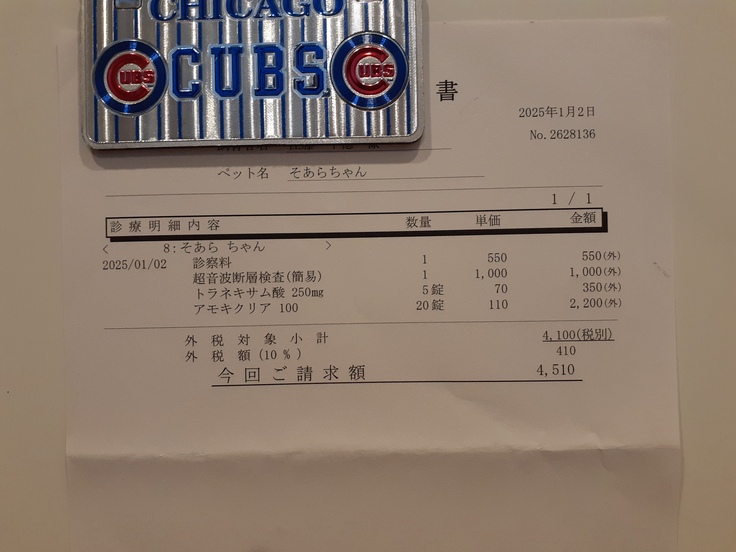 CHICAGO
CUBS CUBS CUBS
書
2025年1月2日
No.2628136
ペット名 そあらちゃん
1 / 1
診療明細内容 数量 単価 金額
< 8:そあら ちゃん >
2025/01/02 診察料 1 550 550(外)
超音波断層検査(簡易) 1 1,000 1,000(外)
トラネキサム酸 250mg 5錠 70 350(外)
アモキクリア 100 20錠 110 2,200(外)
外税対象小計 4,100(税別)
外税額(10%) 410
今回ご請求額 4,510